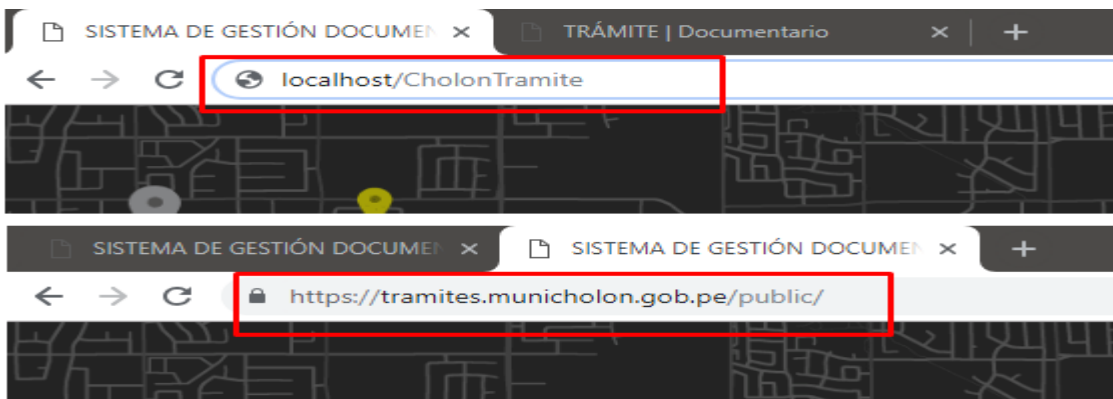 SISTEMA DE GESTIÓN DOCUMEN TRÁMITE | Documentario
localhost/CholonTramite
SISTEMA DE GESTIÓN DOCUMEN SISTEMA DE GESTIÓN DOCUMEN
https://tramites.municholon.gob.pe/public/